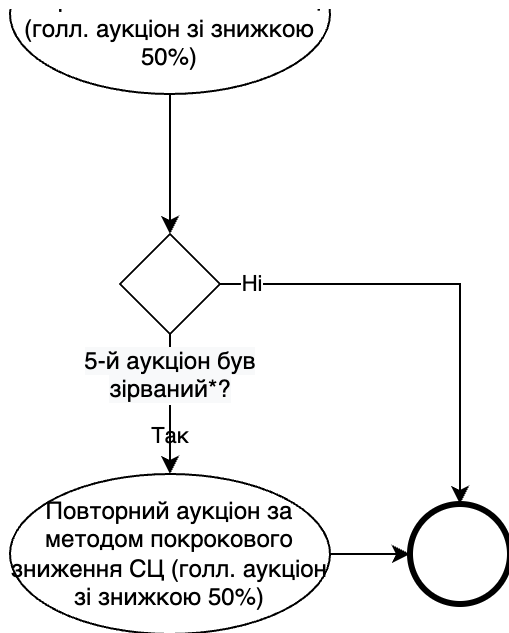 (голл. аукціон зі знижкою
50%)
Ні
5-й аукціон був
зірваний*?
Так
Повторний аукціон за
методом покрокового
зниження СЦ (голл. аукціон
зі знижкою 50%)